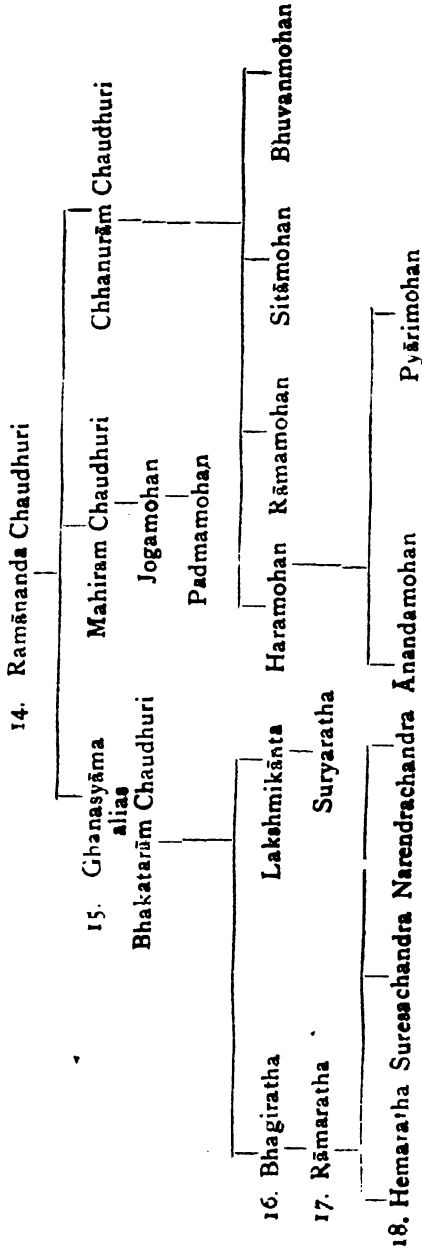 14. Ramānanda Chaudhuri
15. Ghanasyāma Mahiram Chaudhuri Chhanurām Chaudhuri
alias
Bhakatarām Chaudhuri Jogamohan
Padmamohan
16. Bhagiratha Lakshmikānta Haramohan Rāmamohan Sitāmohan Bhuvanmohan
17. Rāmaratha Suryaratha
18. Hemaratha Suresachandra Narendrachandra Ānandamohan Pyārimohan